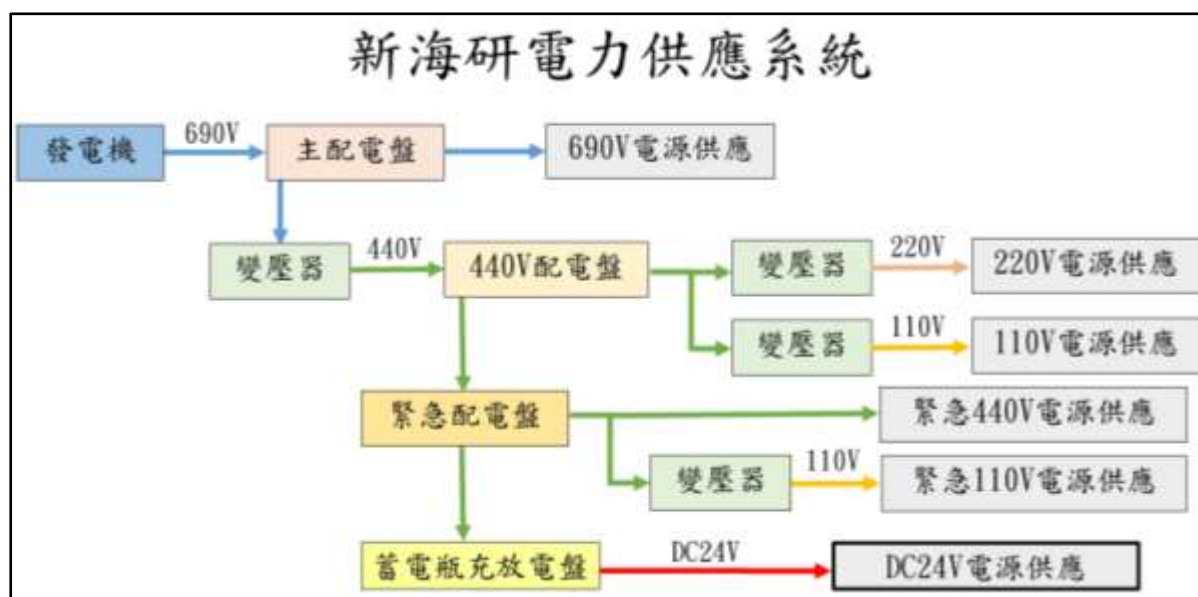 新海研電力供應系統
發電機
690V
主配電盤
690V電源供應
變壓器
440V
440V配電盤
變壓器
220V
220V電源供應
變壓器
110V
110V電源供應
緊急配電盤
緊急440V電源供應
變壓器
110V
緊急110V電源供應
蓄電瓶充放電盤
DC24V
DC24V電源供應